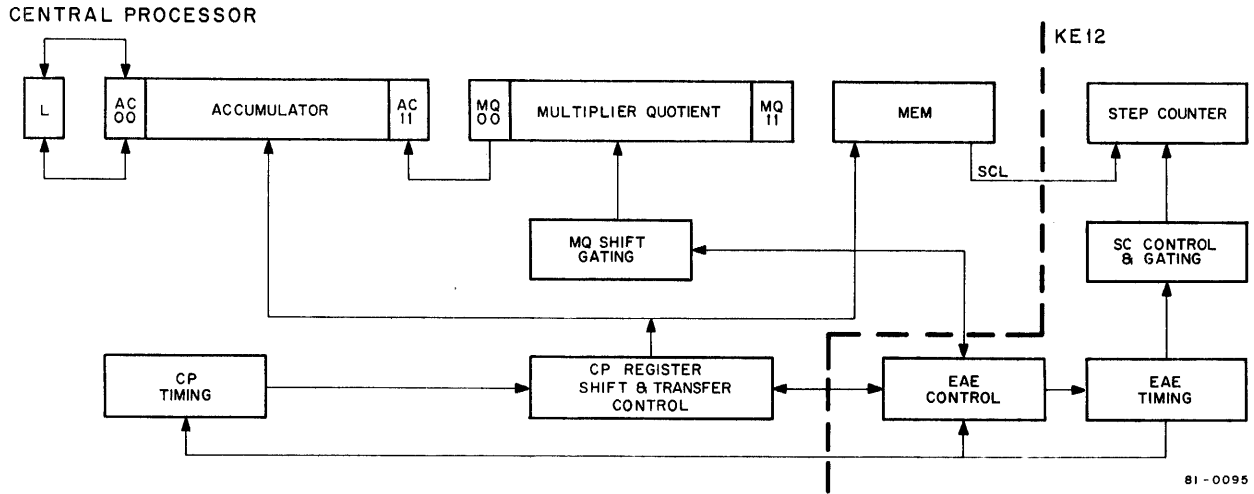 CENTRAL PROCESSOR
KE12
L
AC
00
ACCUMULATOR
AC
11
MQ
00
MULTIPLIER QUOTIENT
MQ
11
MEM
STEP COUNTER
SCL
MQ SHIFT
GATING
SC CONTROL
& GATING
CP
TIMING
CP REGISTER
SHIFT & TRANSFER
CONTROL
EAE
CONTROL
EAE
TIMING
81-0095